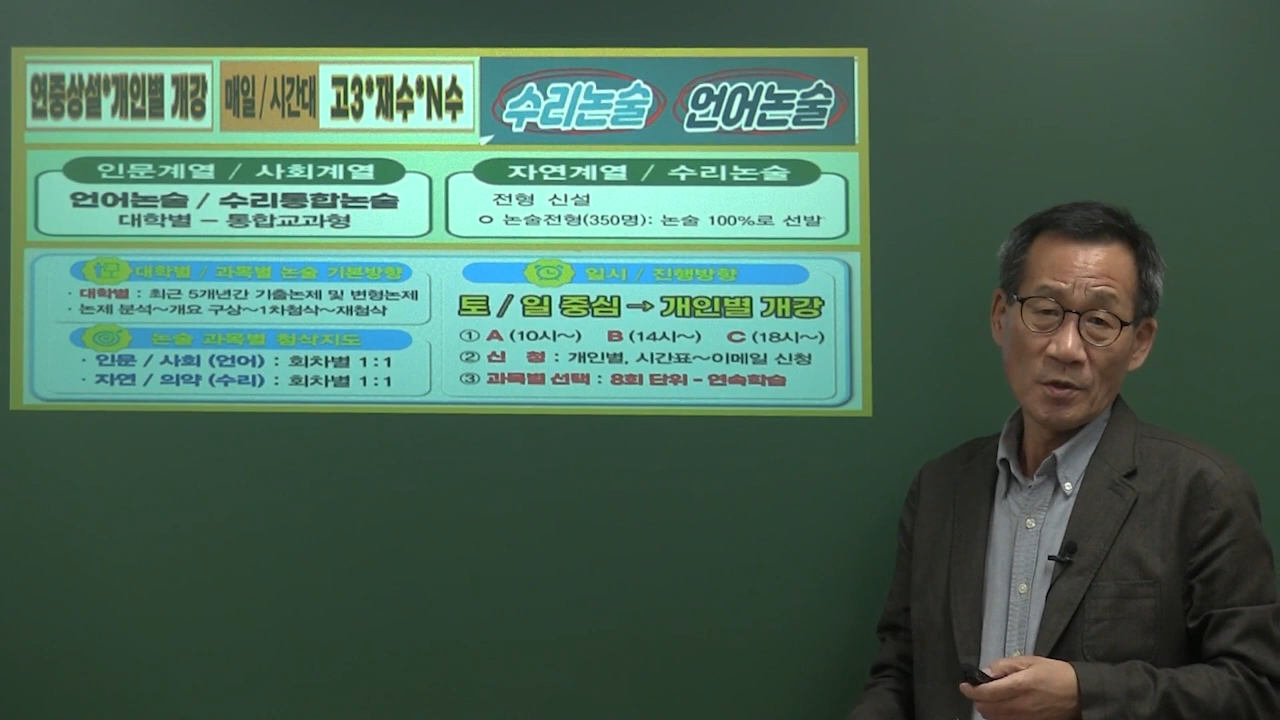 연중상설*개인별 개강
매일 / 시간대
고3*재수*N수
수리논술 언어논술
인문계열 / 사회계열
언어논술 / 수리통합논술
대학별 - 통합교과형
자연계열 / 수리논술
전형 신설
○ 논술전형(350명): 논술 100%로 선발
대학별 / 과목별 논술 기본방향
· 대학별 : 최근 5개년간 기출논제 및 변형논제
· 논제 분석~개요 구상~1차첨삭~재첨삭
논술 과목별 첨삭지도
· 인문 / 사회 (언어) : 회차별 1:1
· 자연 / 의약 (수리) : 회차별 1:1
일시 / 진행방향
토 / 일 중심 → 개인별 개강
① A (10시~) B (14시~) C (18시~)
② 신 청 : 개인별, 시간표~이메일 신청
③ 과목별 선택 : 8회 단위 - 연속학습